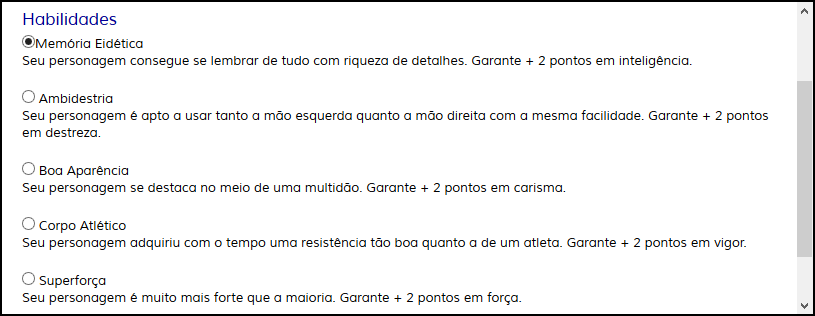 Habilidades
Memória Eidética
Seu personagem consegue se lembrar de tudo com riqueza de detalhes. Garante + 2 pontos em inteligência.
Ambidestria
Seu personagem é apto a usar tanto a mão esquerda quanto a mão direita com a mesma facilidade. Garante + 2 pontos
em destreza.
Boa Aparência
Seu personagem se destaca no meio de uma multidão. Garante + 2 pontos em carisma.
Corpo Atlético
Seu personagem adquiriu com o tempo uma resistência tão boa quanto a de um atleta. Garante + 2 pontos em vigor.
Superforça
Seu personagem é muito mais forte que a maioria. Garante + 2 pontos em força.